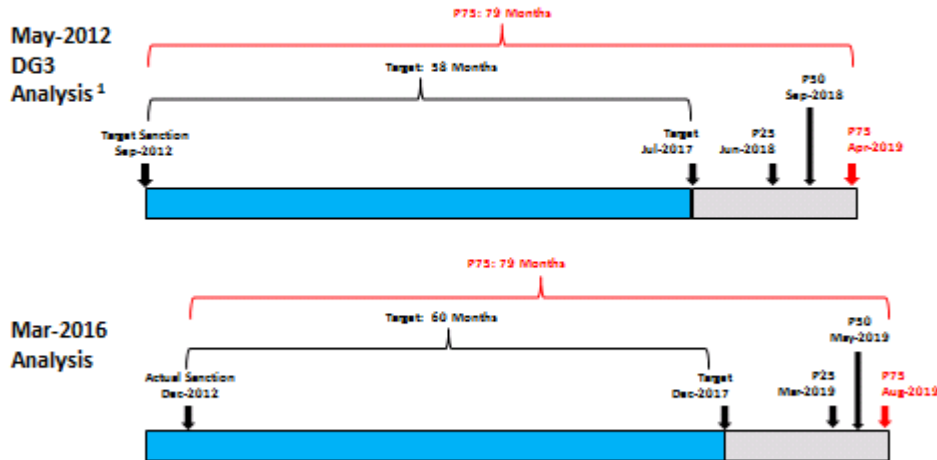 May-2012
DG3
Analysis 1
P75: 79 Months
Target: 58 Months
Target Sanction
Sep-2012
Target
Jul-2017
P25
Jun-2018
P50
Sep-2018
P75
Apr-2019
Mar-2016
Analysis
P75: 79 Months
Target: 60 Months
Actual Sanction
Dec-2012
Target
Dec-2017
P25
Mar-2019
P50
May-2019
P75
Aug-2019